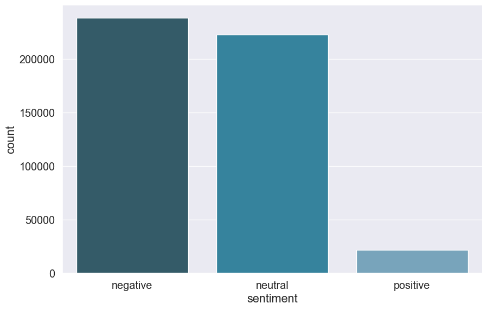 200000
150000
100000
50000
0
count
negative neutral positive
sentiment